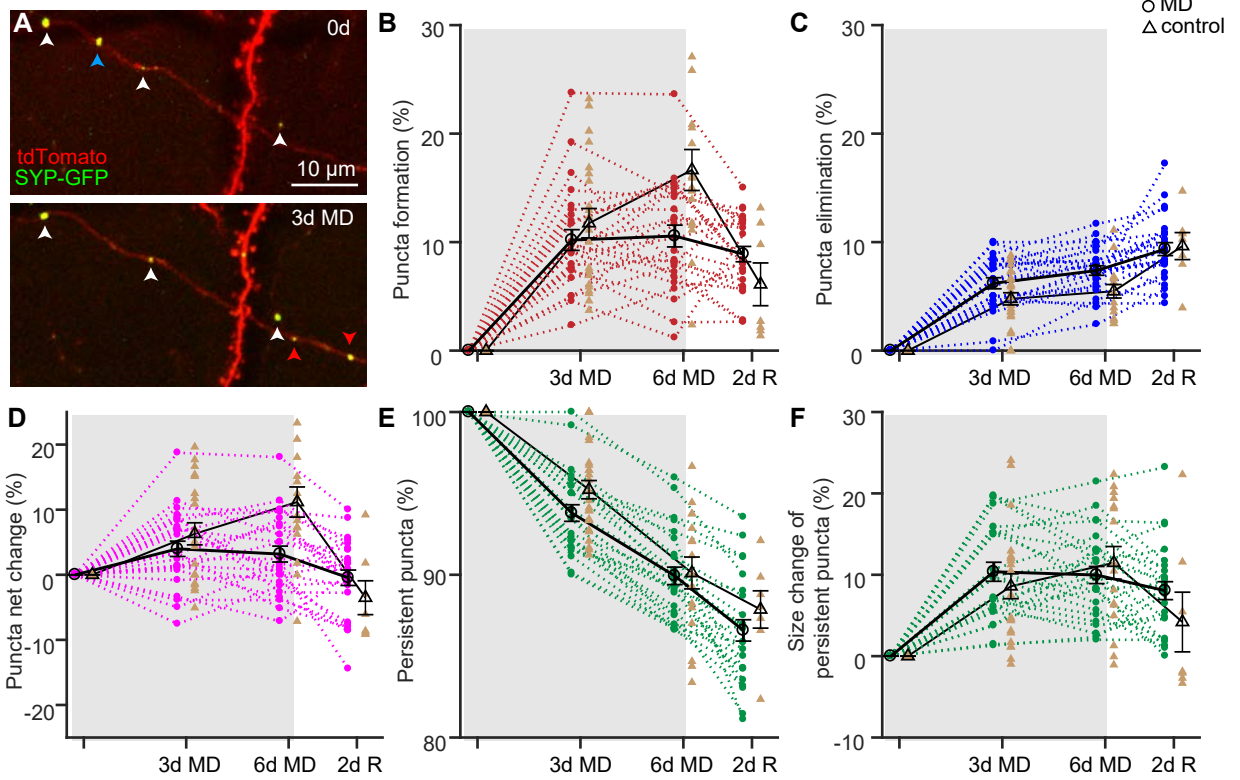 A
0d
tdTomato
SYP-GFP
10 µm
3d MD
B
Puncta formation (%)
30
20
10
0
3d MD
6d MD
2d R
C
MD
control
Puncta elimination (%)
30
20
10
0
3d MD
6d MD
2d R
D
Puncta net change (%)
20
10
0
-10
-20
3d MD
6d MD
2d R
E
Persistent puncta (%)
100
90
80
3d MD
6d MD
2d R
F
Size change of
persistent puncta (%)
30
20
10
0
-10
3d MD
6d MD
2d R